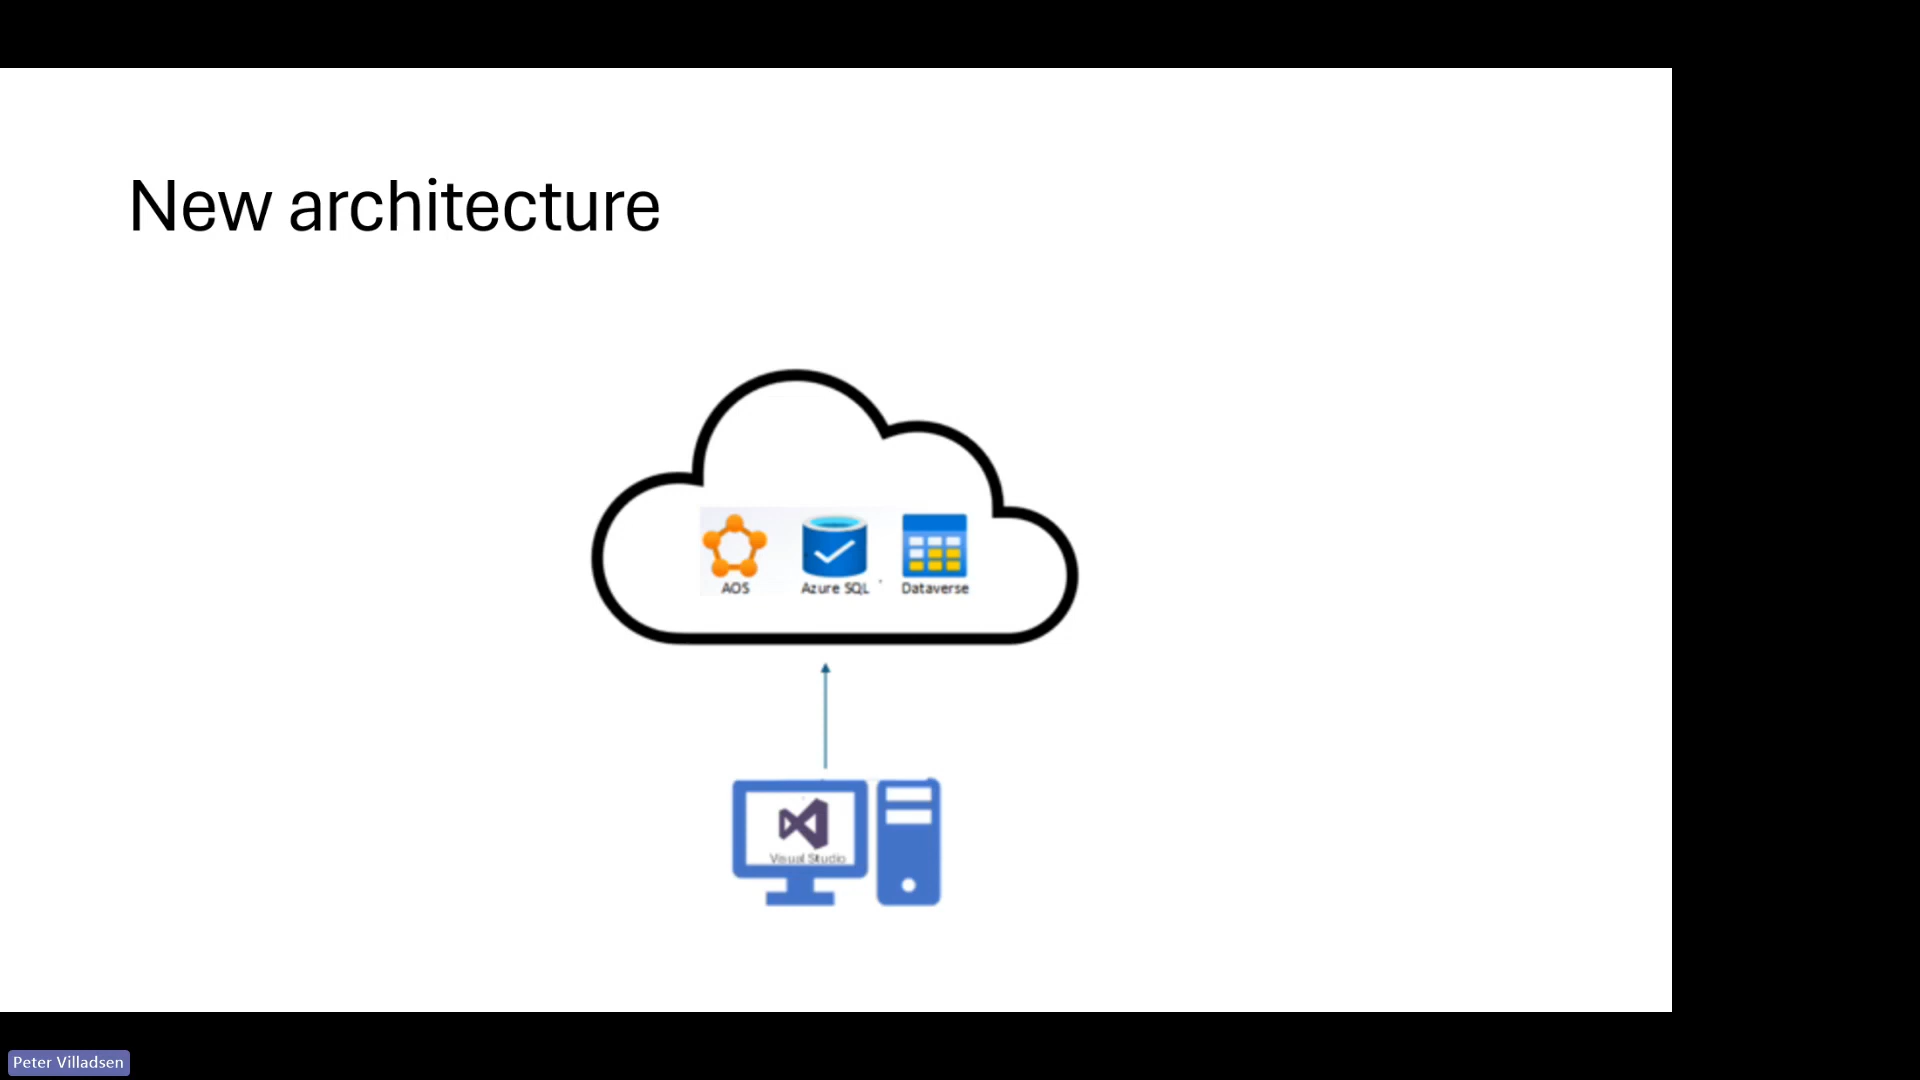 New architecture
AOS
Azure SQL
Dataverse
Visual Studio
Peter Villadsen